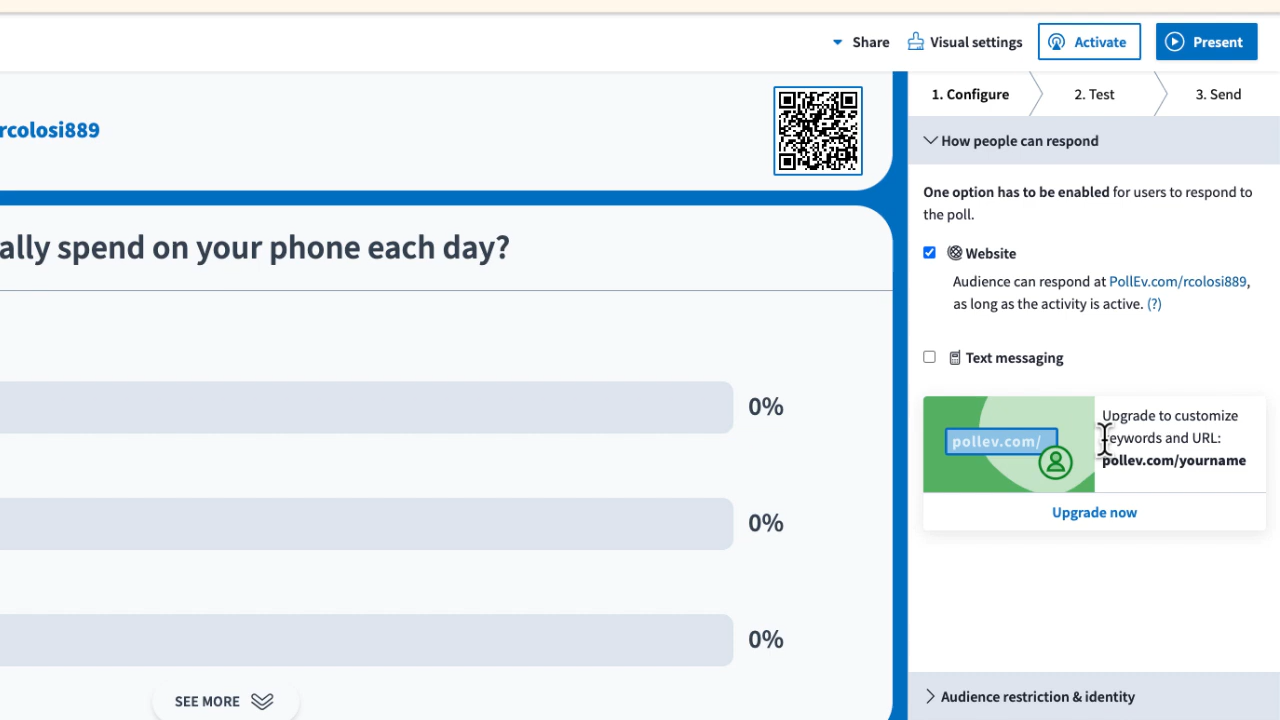 Share
Visual settings
Activate
Present
rcolosi889
ally spend on your phone each day?
0%
0%
0%
SEE MORE
1. Configure
2. Test
3. Send
How people can respond
One option has to be enabled for users to respond to
the poll.
Website
Audience can respond at PollEv.com/rcolosi889,
as long as the activity is active. (?)
Text messaging
pollev.com/
Upgrade to customize
keywords and URL:
pollev.com/yourname
Upgrade now
Audience restriction & identity